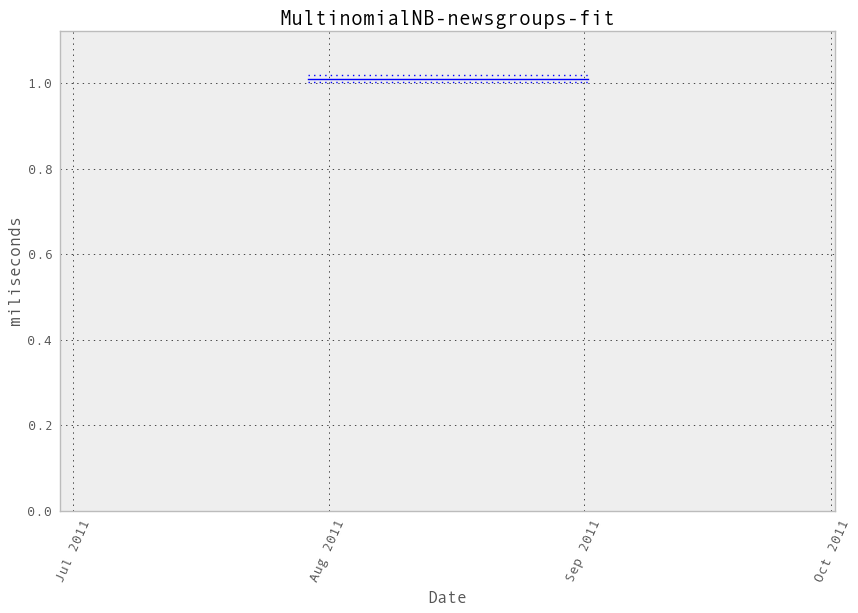 MultinomialNB-newsgroups-fit
1.0
0.8
0.6
0.4
0.2
0.0
miliseconds
Jul 2011
Aug 2011
Sep 2011
Oct 2011
Date